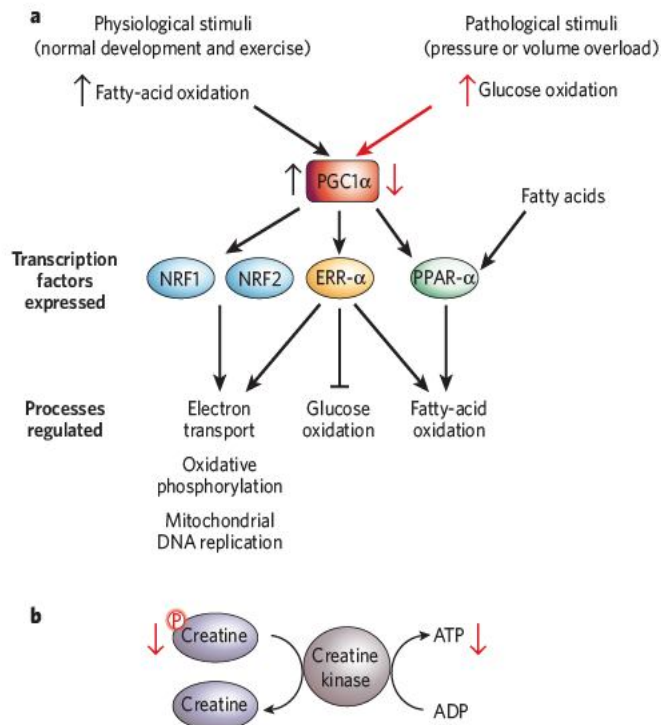 a
Physiological stimuli
(normal development and exercise)
↑ Fatty-acid oxidation
Pathological stimuli
(pressure or volume overload)
↑ Glucose oxidation
↑ PGC1α ↓
Fatty acids
Transcription
factors
expressed
NRF1 NRF2 ERR-α PPAR-α
Processes
regulated
Electron
transport
Oxidative
phosphorylation
Mitochondrial
DNA replication
Glucose
oxidation
Fatty-acid
oxidation
b
↓ P Creatine
Creatine
kinase
ATP ↓
Creatine
ADP